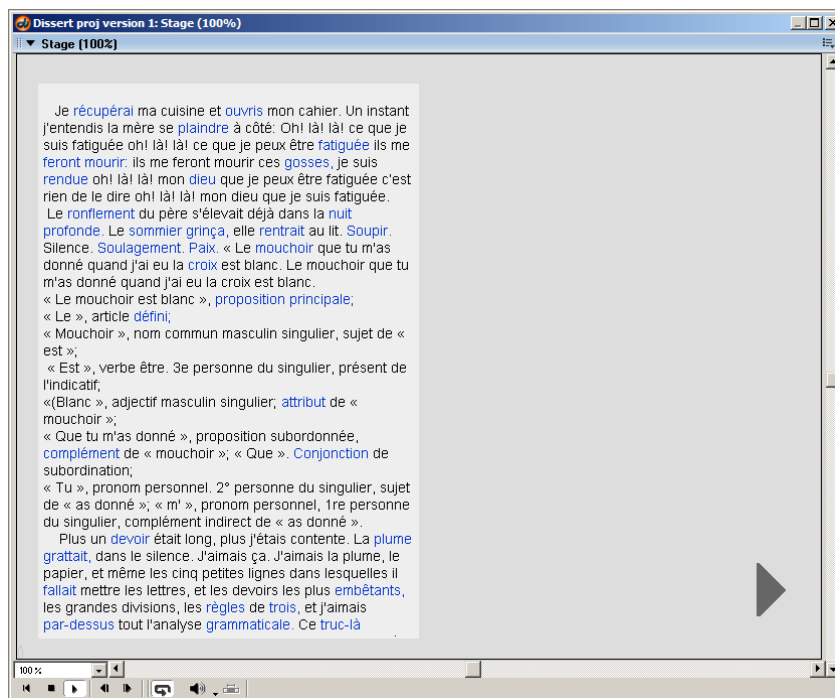 Dissert proj version 1: Stage (100%)
Stage (100%)
Je récupérai ma cuisine et ouvris mon cahier. Un instant
j'entendis la mère se plaindre à côté: Oh! là! là! ce que je
suis fatiguée oh! là! là! ce que je peux être fatiguée ils me
feront mourir: ils me feront mourir ces gosses, je suis
rendue oh! là! là! mon dieu que je peux être fatiguée c'est
rien de le dire oh! là! là! mon dieu que je suis fatiguée.
Le ronflement du père s'élevait déjà dans la nuit
profonde. Le sommier grinça, elle rentrait au lit. Soupir.
Silence. Soulagement. Paix. « Le mouchoir que tu m'as
donné quand j'ai eu la croix est blanc. Le mouchoir que tu
m'as donné quand j'ai eu la croix est blanc.
« Le mouchoir est blanc », proposition principale;
« Le », article défini;
« Mouchoir », nom commun masculin singulier, sujet de «
est »;
« Est », verbe être. 3e personne du singulier, présent de
l'indicatif;
«(Blanc », adjectif masculin singulier; attribut de «
mouchoir »;
« Que tu m'as donné », proposition subordonnée,
complément de « mouchoir »; « Que ». Conjonction de
subordination;
« Tu », pronom personnel. 2° personne du singulier, sujet
de « as donné »; « m' », pronom personnel, 1re personne
du singulier, complément indirect de « as donné ».
Plus un devoir était long, plus j'étais contente. La plume
grattait, dans le silence. J'aimais ça. J'aimais la plume, le
papier, et même les cinq petites lignes dans lesquelles il
fallait mettre les lettres, et les devoirs les plus embêtants,
les grandes divisions, les règles de trois, et j'aimais
par-dessus tout l'analyse grammaticale. Ce truc-là
100 %